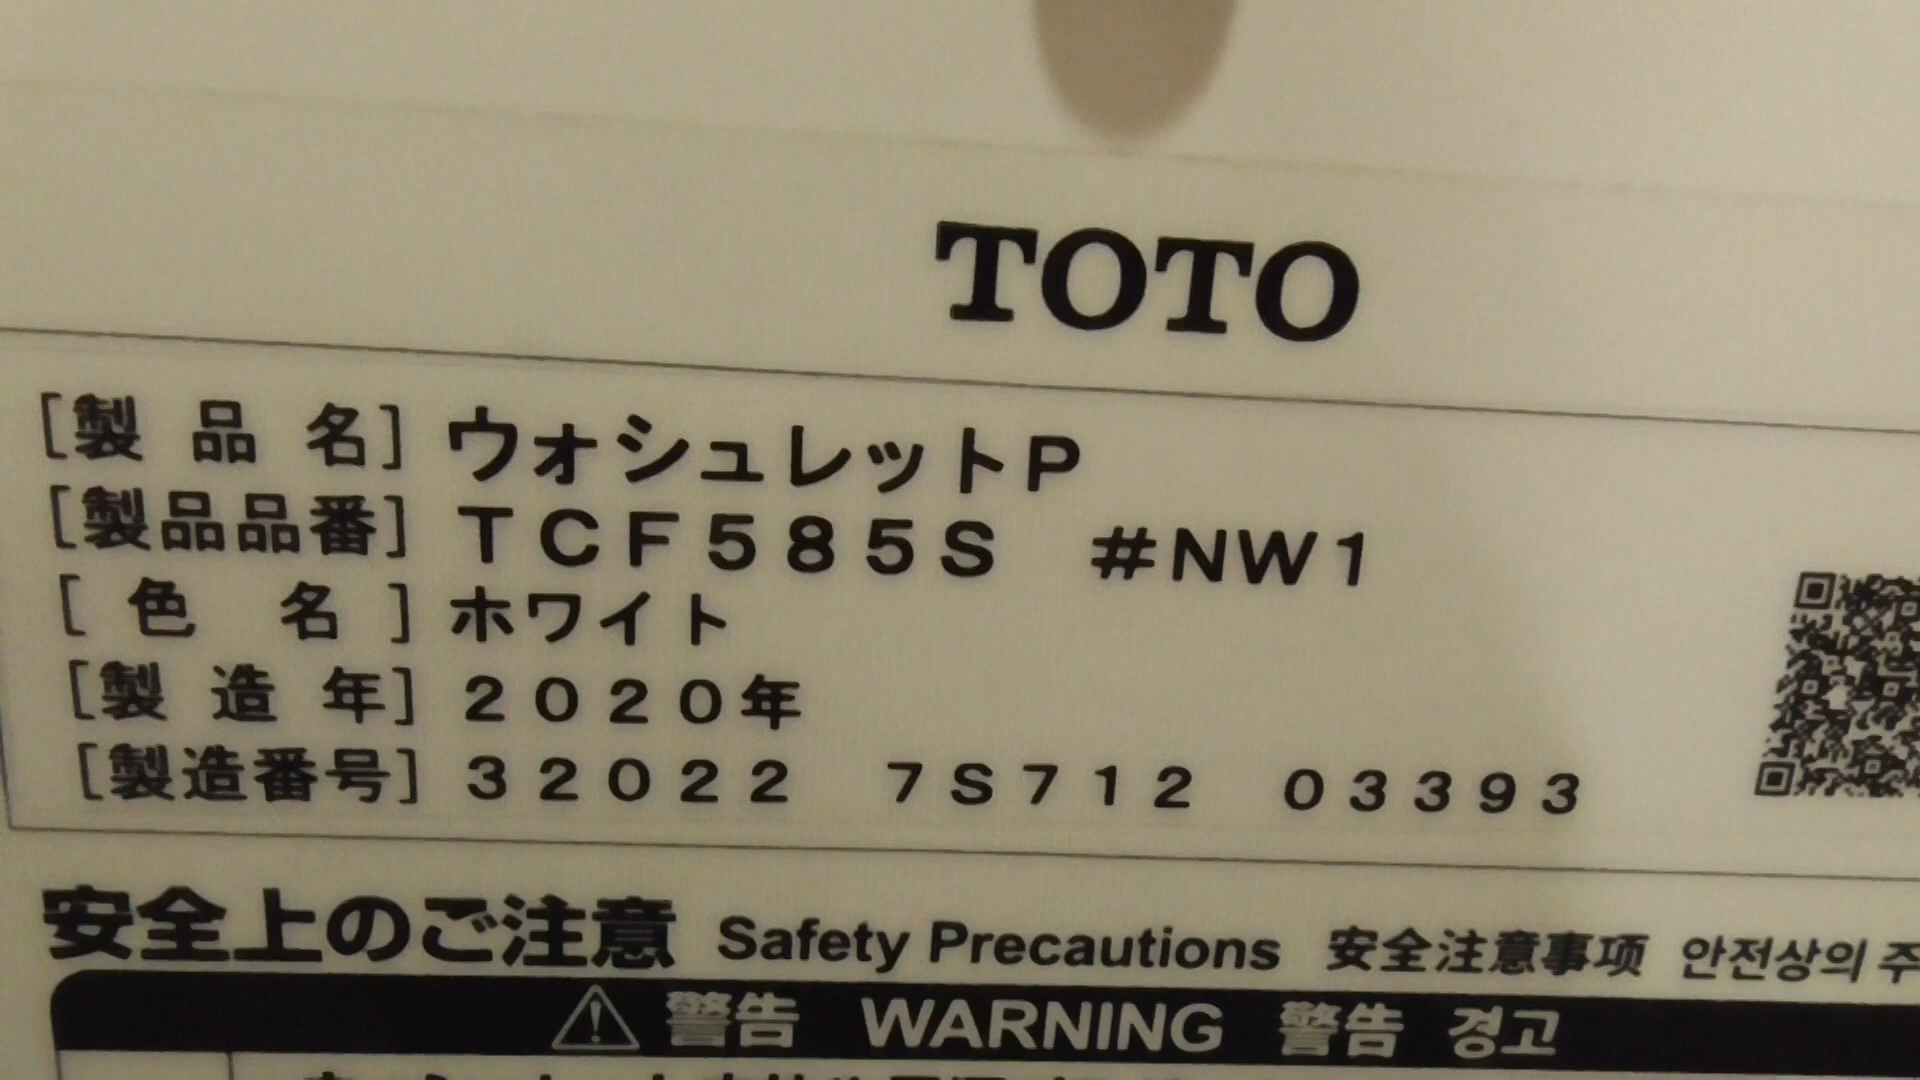 TOTO
[製品名] ウォシュレットP
[製品品番] TCF585S #NW1
[色名] ホワイト
[製造年] 2020年
[製造番号] 32022 7S712 03393
安全上のご注意 Safety Precautions 安全注意事项 안전상의 주
警告 WARNING 警告 경고